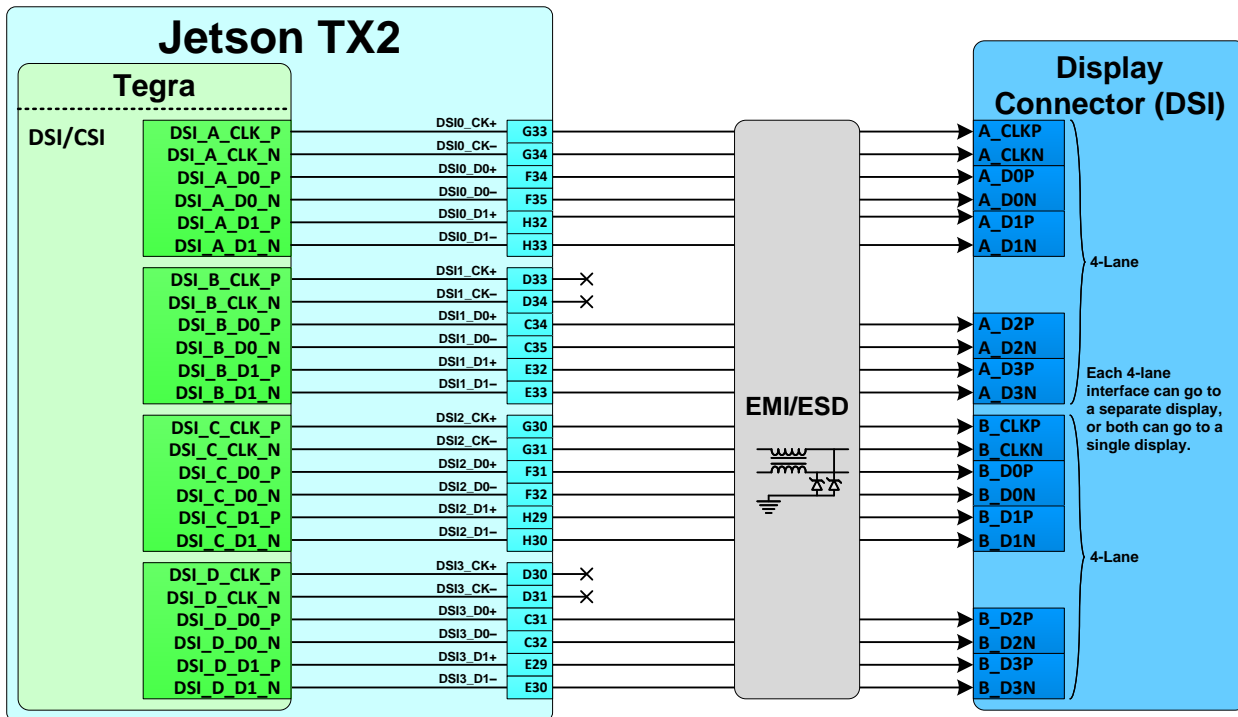 Jetson TX2
Tegra
DSI/CSI
DSI_A_CLK_P DSI0_CK+ G33 A_CLKP
DSI_A_CLK_N DSI0_CK– G34 A_CLKN
DSI_A_D0_P DSI0_D0+ F34 A_D0P
DSI_A_D0_N DSI0_D0– F35 A_D0N
DSI_A_D1_P DSI0_D1+ H32 A_D1P
DSI_A_D1_N DSI0_D1– H33 A_D1N
DSI_B_CLK_P DSI1_CK+ D33
DSI_B_CLK_N DSI1_CK– D34
DSI_B_D0_P DSI1_D0+ C34 A_D2P
DSI_B_D0_N DSI1_D0– C35 A_D2N
DSI_B_D1_P DSI1_D1+ E32 A_D3P
DSI_B_D1_N DSI1_D1– E33 A_D3N
DSI_C_CLK_P DSI2_CK+ G30 B_CLKP
DSI_C_CLK_N DSI2_CK– G31 B_CLKN
DSI_C_D0_P DSI2_D0+ F31 B_D0P
DSI_C_D0_N DSI2_D0– F32 B_D0N
DSI_C_D1_P DSI2_D1+ H29 B_D1P
DSI_C_D1_N DSI2_D1– H30 B_D1N
DSI_D_CLK_P DSI3_CK+ D30
DSI_D_CLK_N DSI3_CK– D31
DSI_D_D0_P DSI3_D0+ C31 B_D2P
DSI_D_D0_N DSI3_D0– C32 B_D2N
DSI_D_D1_P DSI3_D1+ E29 B_D3P
DSI_D_D1_N DSI3_D1– E30 B_D3N
EMI/ESD
Display
Connector (DSI)
4-Lane
Each 4-lane
interface can go to
a separate display,
or both can go to a
single display.
4-Lane